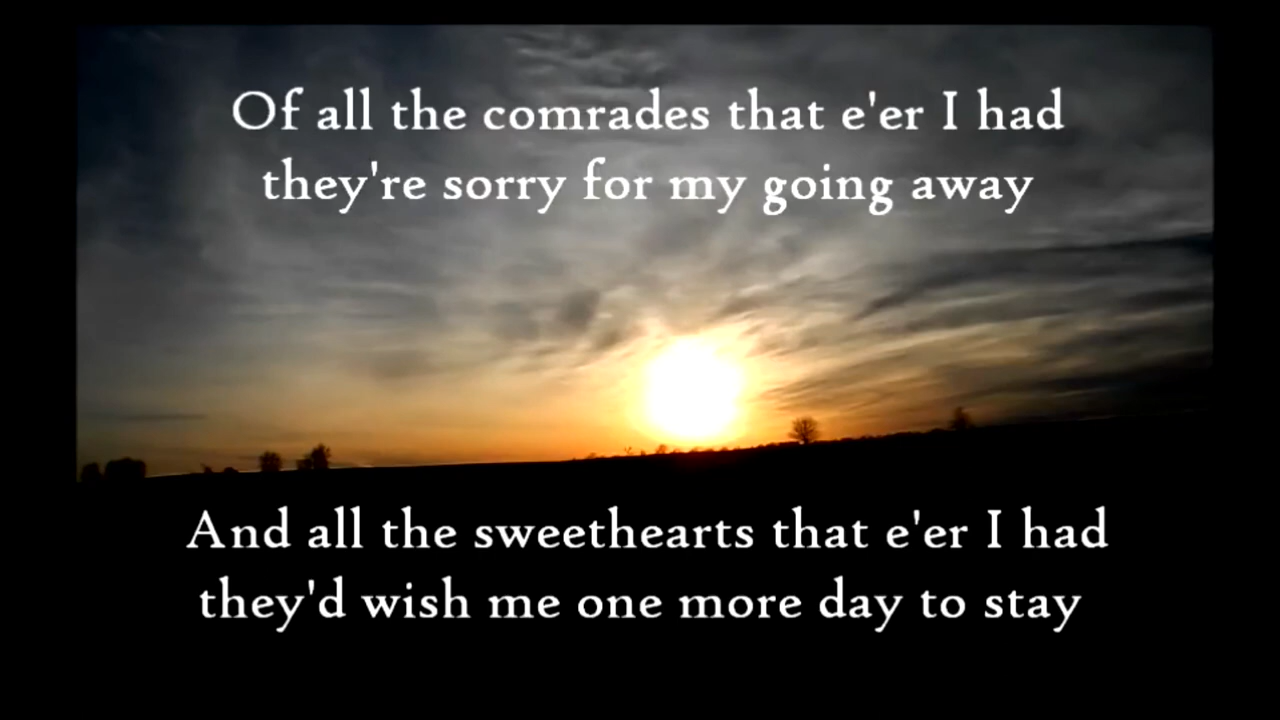 Of all the comrades that e'er I had
they're sorry for my going away
And all the sweethearts that e'er I had
they'd wish me one more day to stay